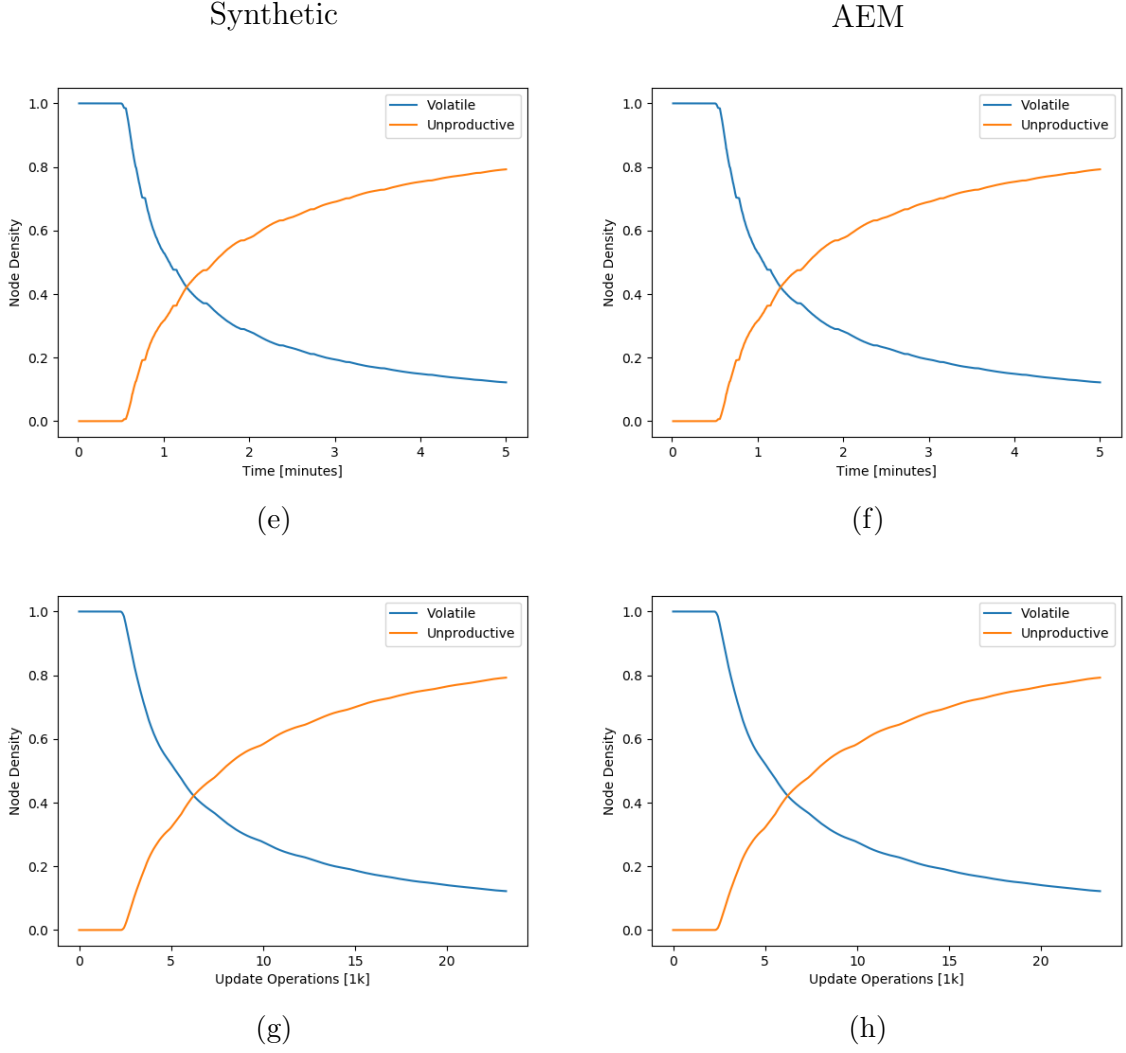 Synthetic
AEM
Volatile
Unproductive
Node Density
1.0
0.8
0.6
0.4
0.2
0.0
0 1 2 3 4 5
Time [minutes]
(e)
Volatile
Unproductive
Node Density
1.0
0.8
0.6
0.4
0.2
0.0
0 1 2 3 4 5
Time [minutes]
(f)
Volatile
Unproductive
Node Density
1.0
0.8
0.6
0.4
0.2
0.0
0 5 10 15 20
Update Operations [1k]
(g)
Volatile
Unproductive
Node Density
1.0
0.8
0.6
0.4
0.2
0.0
0 5 10 15 20
Update Operations [1k]
(h)